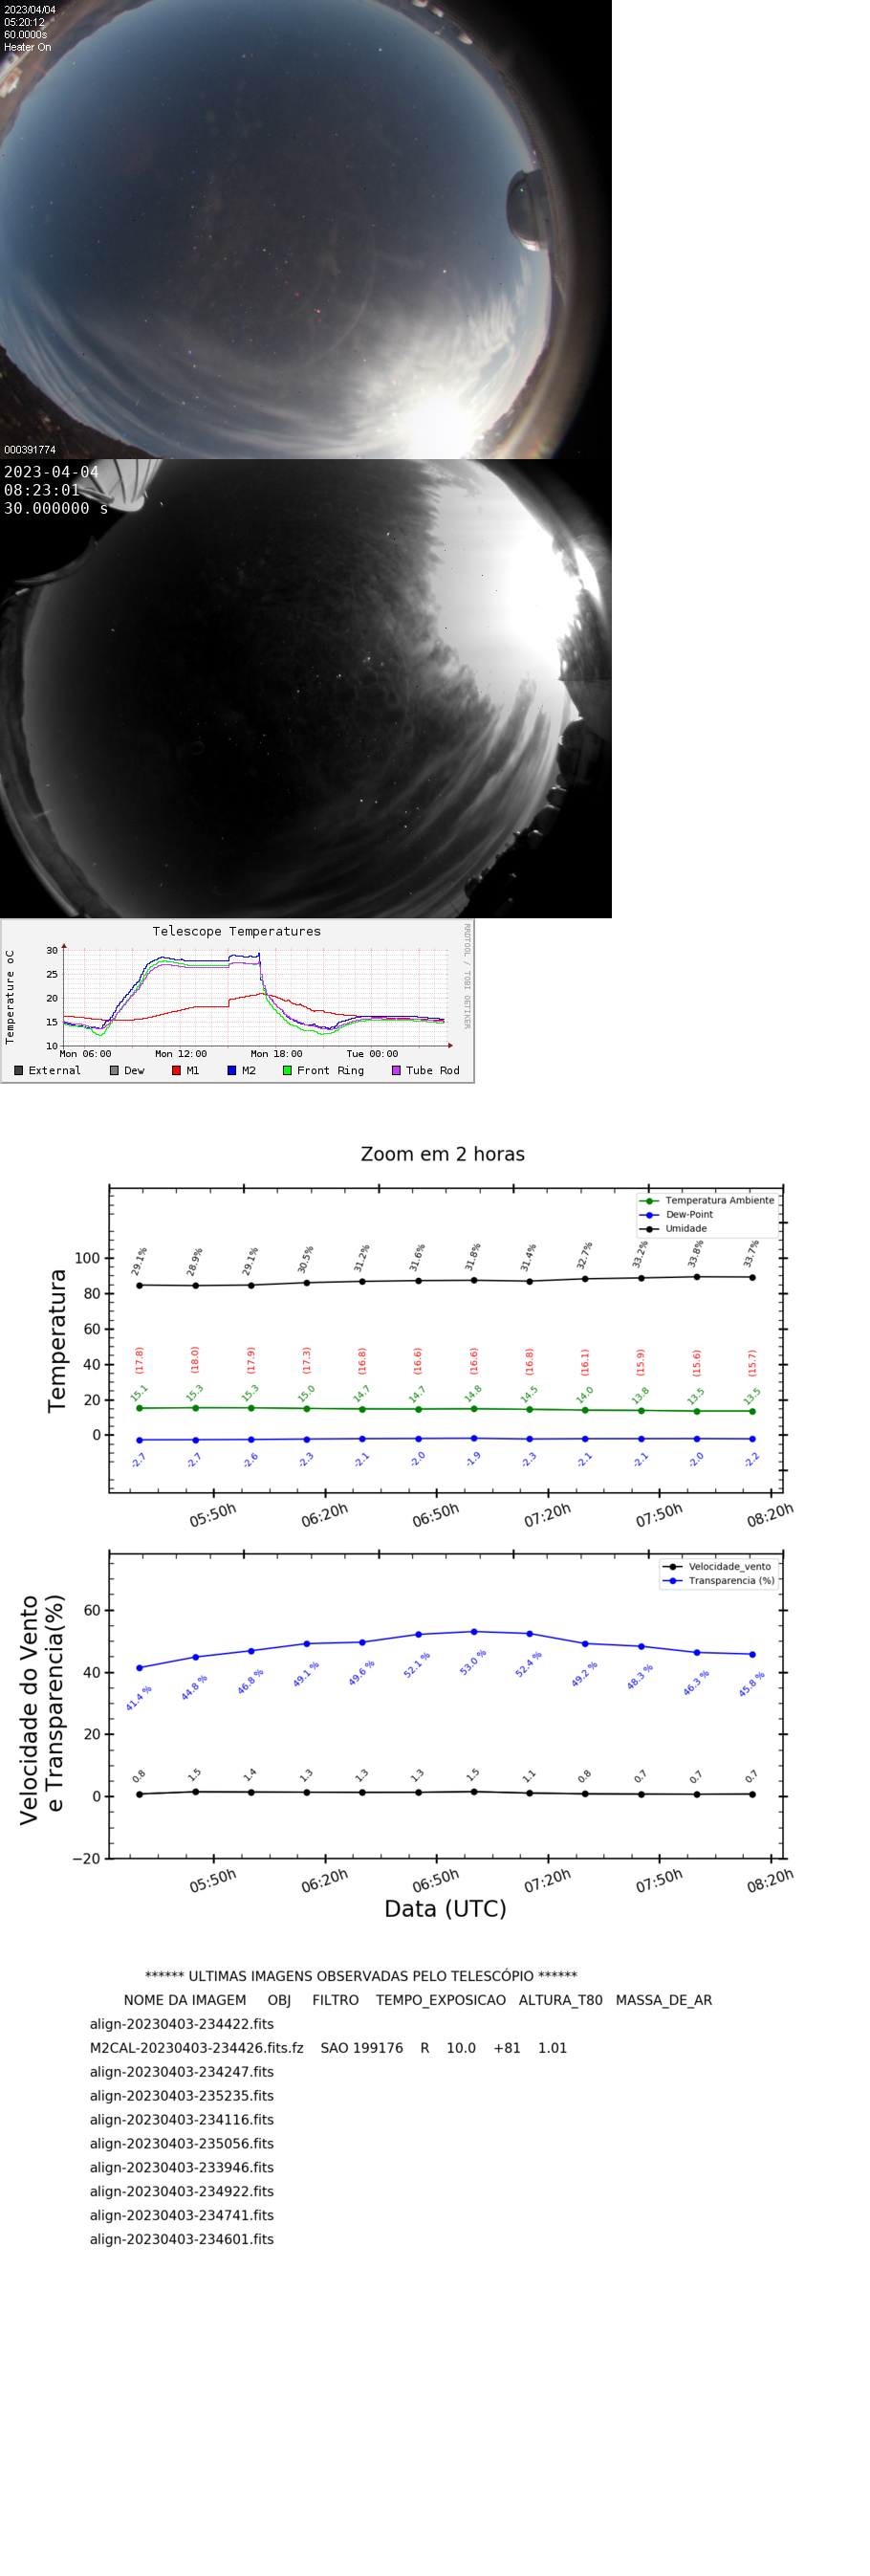 2023/04/04
05:20:12
60.0000s
Heater On
000391774
2023-04-04
08:23:01
30.000000 s
Telescope Temperatures
RRDTOOL / TOBI OETIKER
Temperature oC
30
25
20
15
10
Mon 06:00 Mon 12:00 Mon 18:00 Tue 00:00
External Dew M1 M2 Front Ring Tube Rod
Zoom em 2 horas
Temperatura Ambiente
Dew-Point
Umidade
Temperatura
100
80
60
40
20
0
29.1% 28.9% 29.1% 30.5% 31.2% 31.6% 31.8% 31.4% 32.7% 33.2% 33.8% 33.7%
(17.8) (18.0) (17.9) (17.3) (16.8) (16.6) (16.6) (16.8) (16.1) (15.9) (15.6) (15.7)
15.1 15.3 15.3 15.0 14.7 14.7 14.8 14.5 14.0 13.8 13.5 13.5
-2.7 -2.7 -2.6 -2.3 -2.1 -2.0 -1.9 -2.3 -2.1 -2.1 -2.0 -2.2
05:50h 06:20h 06:50h 07:20h 07:50h 08:20h
Velocidade_vento
Transparencia (%)
Velocidade do Vento
e Transparencia(%)
60
40
20
0
−20
41.4 % 44.8 % 46.8 % 49.1 % 49.6 % 52.1 % 53.0 % 52.4 % 49.2 % 48.3 % 46.3 % 45.8 %
0.8 1.5 1.4 1.3 1.3 1.3 1.5 1.1 0.8 0.7 0.7 0.7
05:50h 06:20h 06:50h 07:20h 07:50h 08:20h
Data (UTC)
****** ULTIMAS IMAGENS OBSERVADAS PELO TELESCÓPIO ******
NOME DA IMAGEM OBJ FILTRO TEMPO_EXPOSICAO ALTURA_T80 MASSA_DE_AR
align-20230403-234422.fits
M2CAL-20230403-234426.fits.fz SAO 199176 R 10.0 +81 1.01
align-20230403-234247.fits
align-20230403-235235.fits
align-20230403-234116.fits
align-20230403-235056.fits
align-20230403-233946.fits
align-20230403-234922.fits
align-20230403-234741.fits
align-20230403-234601.fits